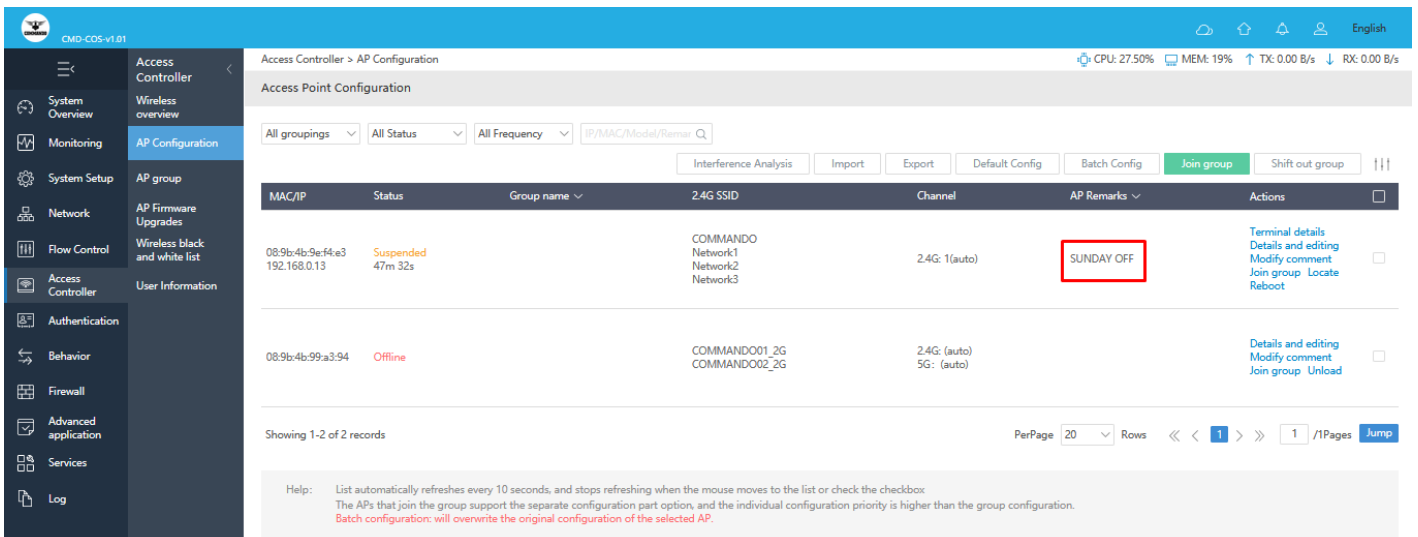 COMMANDO
CMD-COS-v1.01
English
Access Controller > AP Configuration
CPU: 27.50% MEM: 19% TX: 0.00 B/s RX: 0.00 B/s
Access Point Configuration
System Overview
Monitoring
System Setup
Network
Flow Control
Access Controller
Authentication
Behavior
Firewall
Advanced application
Services
Log
Access Controller
Wireless overview
AP Configuration
AP group
AP Firmware Upgrades
Wireless black and white list
User Information
All groupings All Status All Frequency IP/MAC/Model/Remar
Interference Analysis Import Export Default Config Batch Config Join group Shift out group
MAC/IP Status Group name 2.4G SSID Channel AP Remarks Actions
08:9b:4b:9e:f4:e3
192.168.0.13
Suspended
47m 32s
COMMANDO
Network1
Network2
Network3
2.4G: 1(auto)
SUNDAY OFF
Terminal details
Details and editing
Modify comment
Join group Locate
Reboot
08:9b:4b:99:a3:94
Offline
COMMANDO01_2G
COMMANDO02_2G
2.4G: (auto)
5G: (auto)
Details and editing
Modify comment
Join group Unload
Showing 1-2 of 2 records
PerPage 20 Rows 1 1 /1Pages Jump
Help: List automatically refreshes every 10 seconds, and stops refreshing when the mouse moves to the list or check the checkbox
The APs that join the group support the separate configuration part option, and the individual configuration priority is higher than the group configuration.
Batch configuration: will overwrite the original configuration of the selected AP.